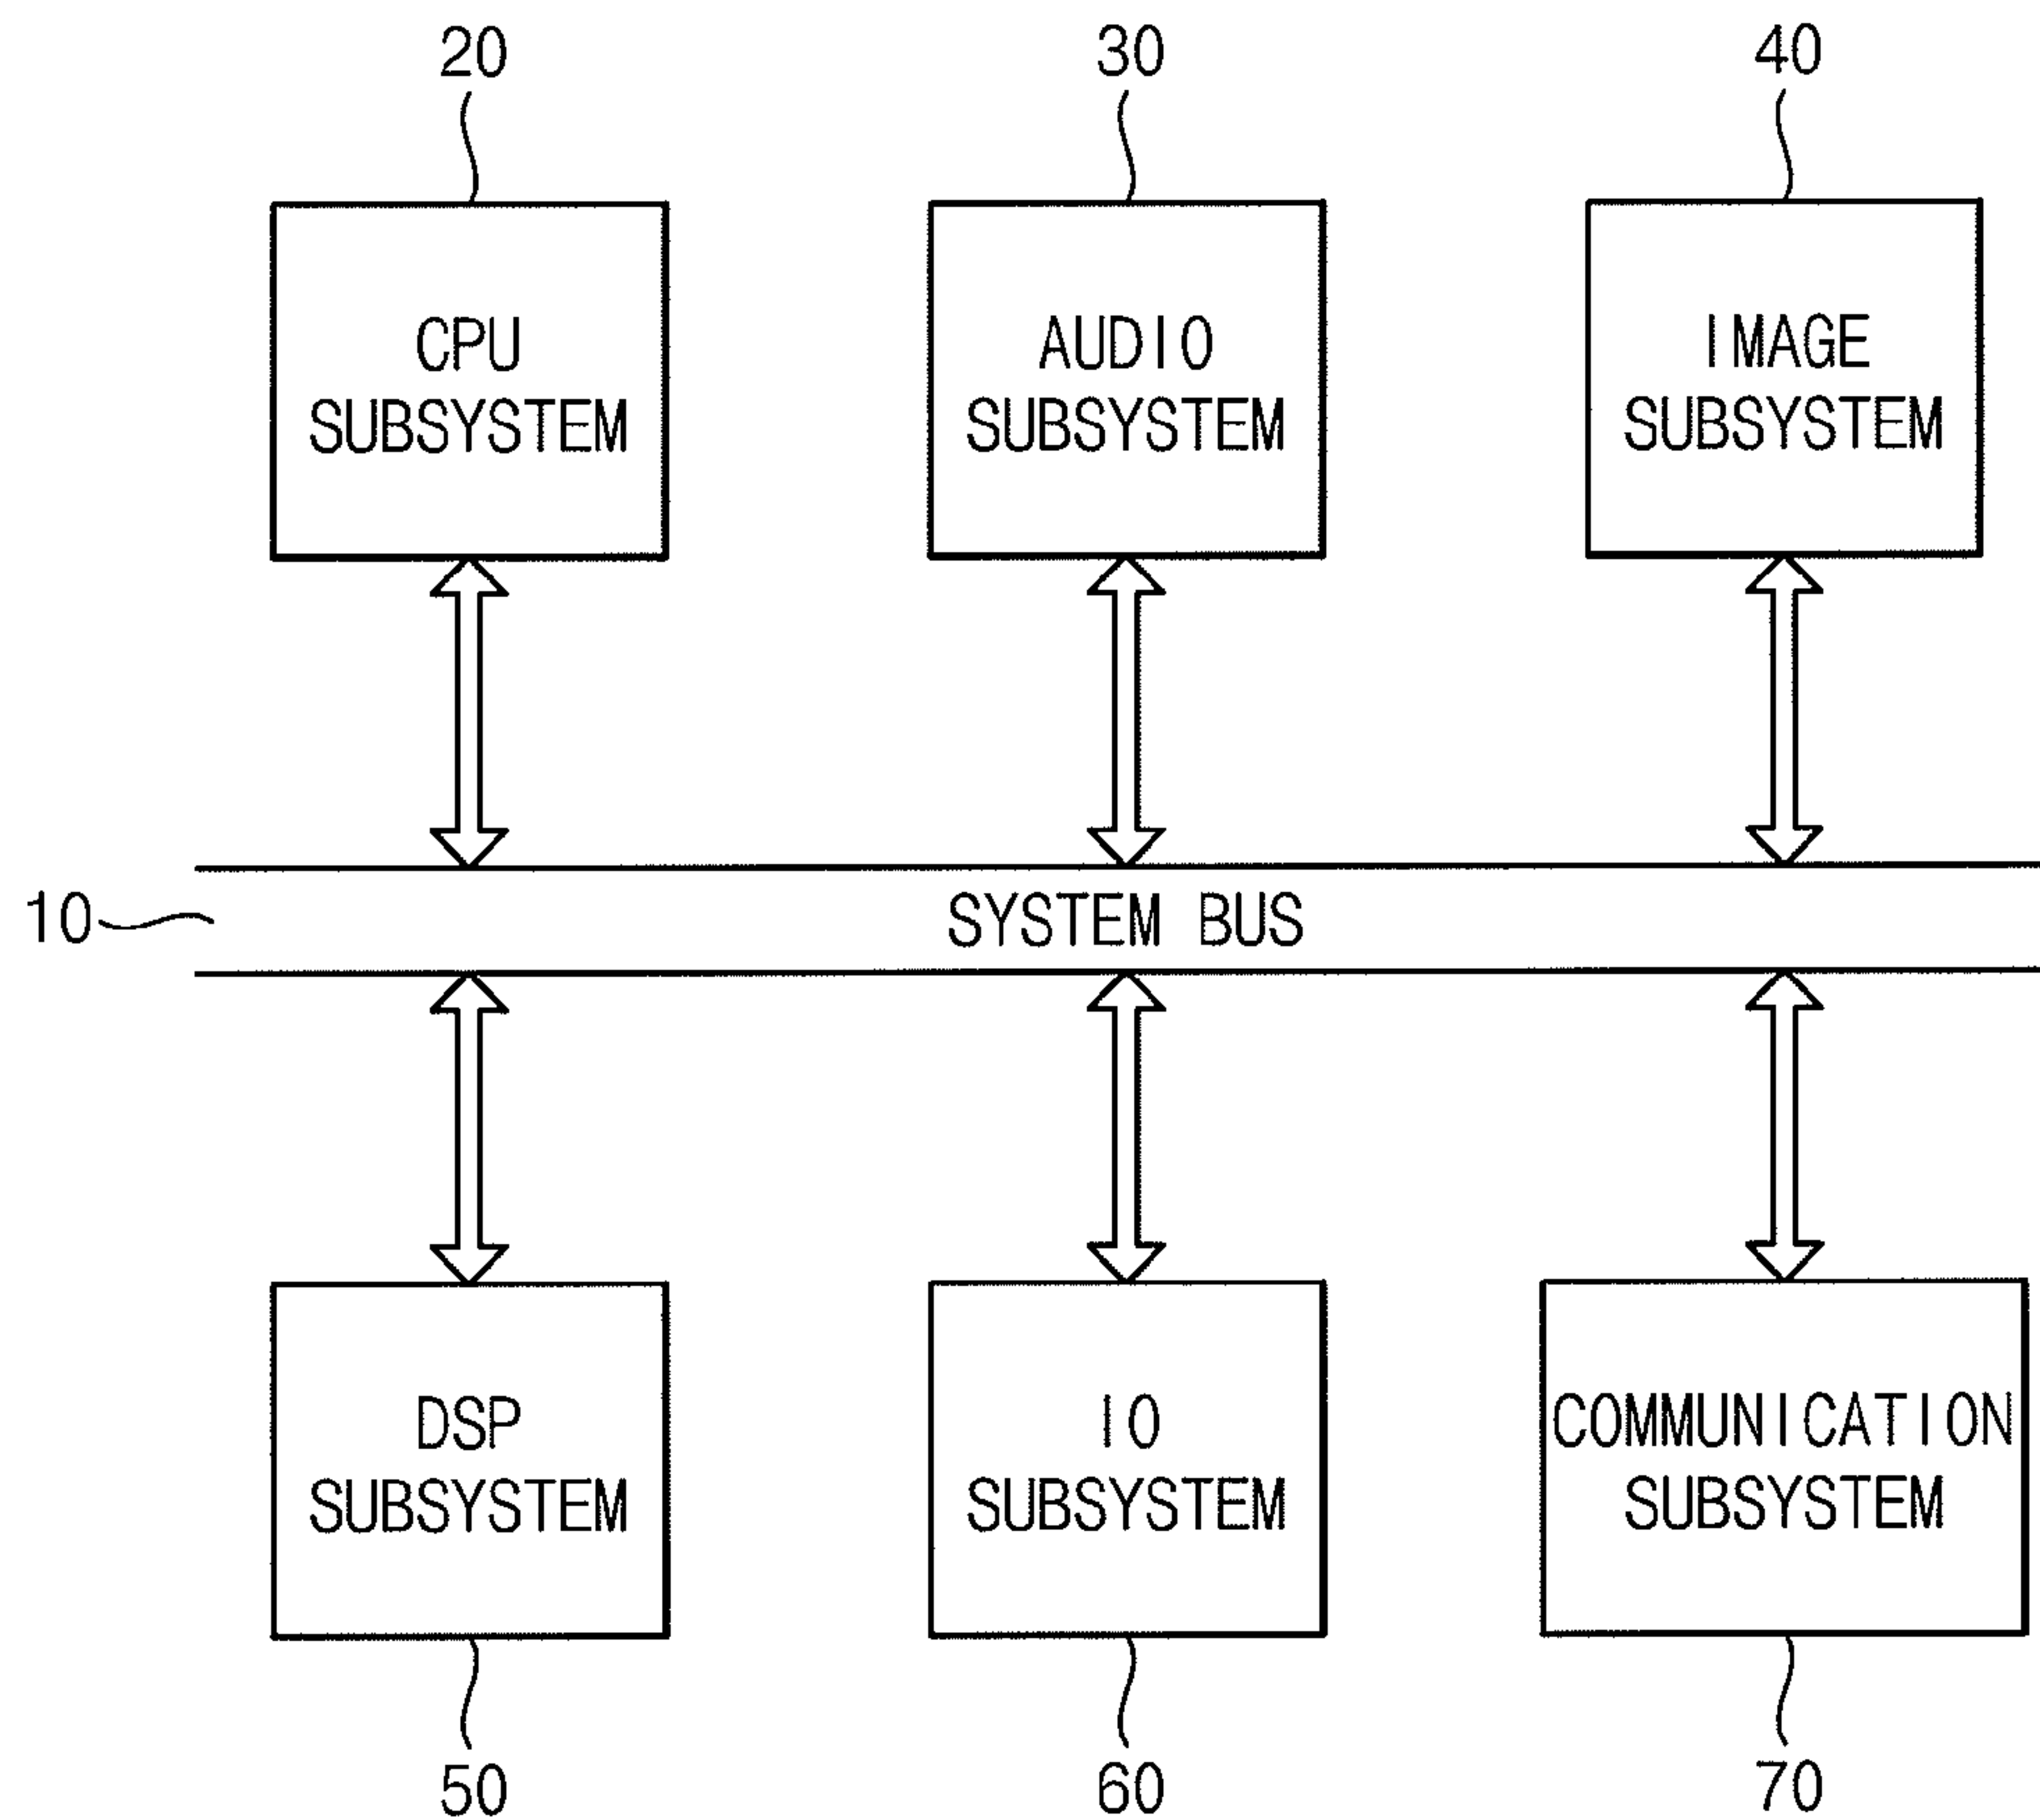 20
30
40
CPU
SUBSYSTEM
AUDIO
SUBSYSTEM
IMAGE
SUBSYSTEM
10
SYSTEM BUS
DSP
SUBSYSTEM
IO
SUBSYSTEM
COMMUNICATION
SUBSYSTEM
50
60
70